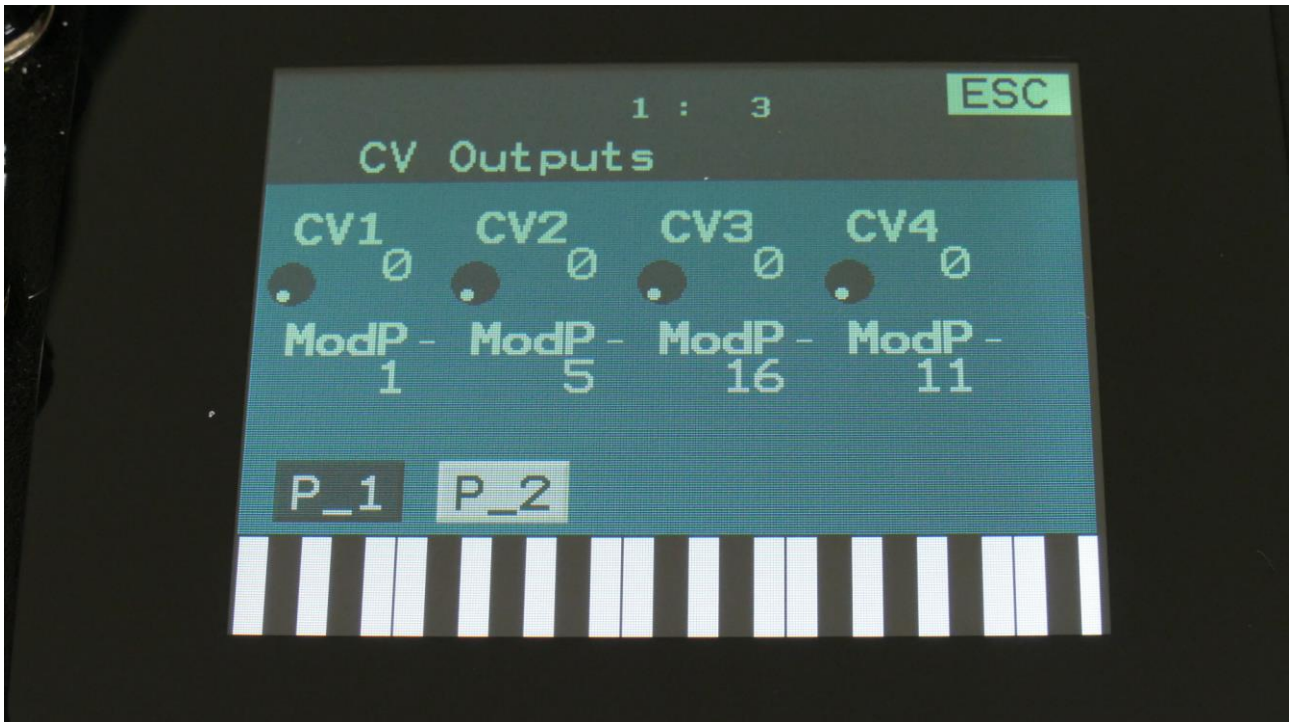 1 : 3 ESC
CV Outputs
CV1 CV2 CV3 CV4
0 0 0 0
ModP- ModP- ModP- ModP-
1 5 16 11
P_1 P_2